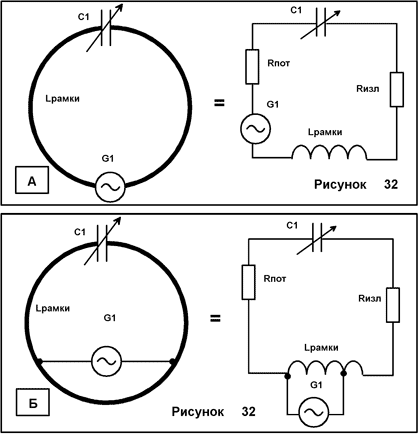 C1
C1
Rпот
Rизл
Lрамки
=
G1
Lрамки
G1
А
Рисунок 32
C1
C1
Rпот
Lрамки
G1
=
Rизл
Lрамки
G1
Б
Рисунок 32